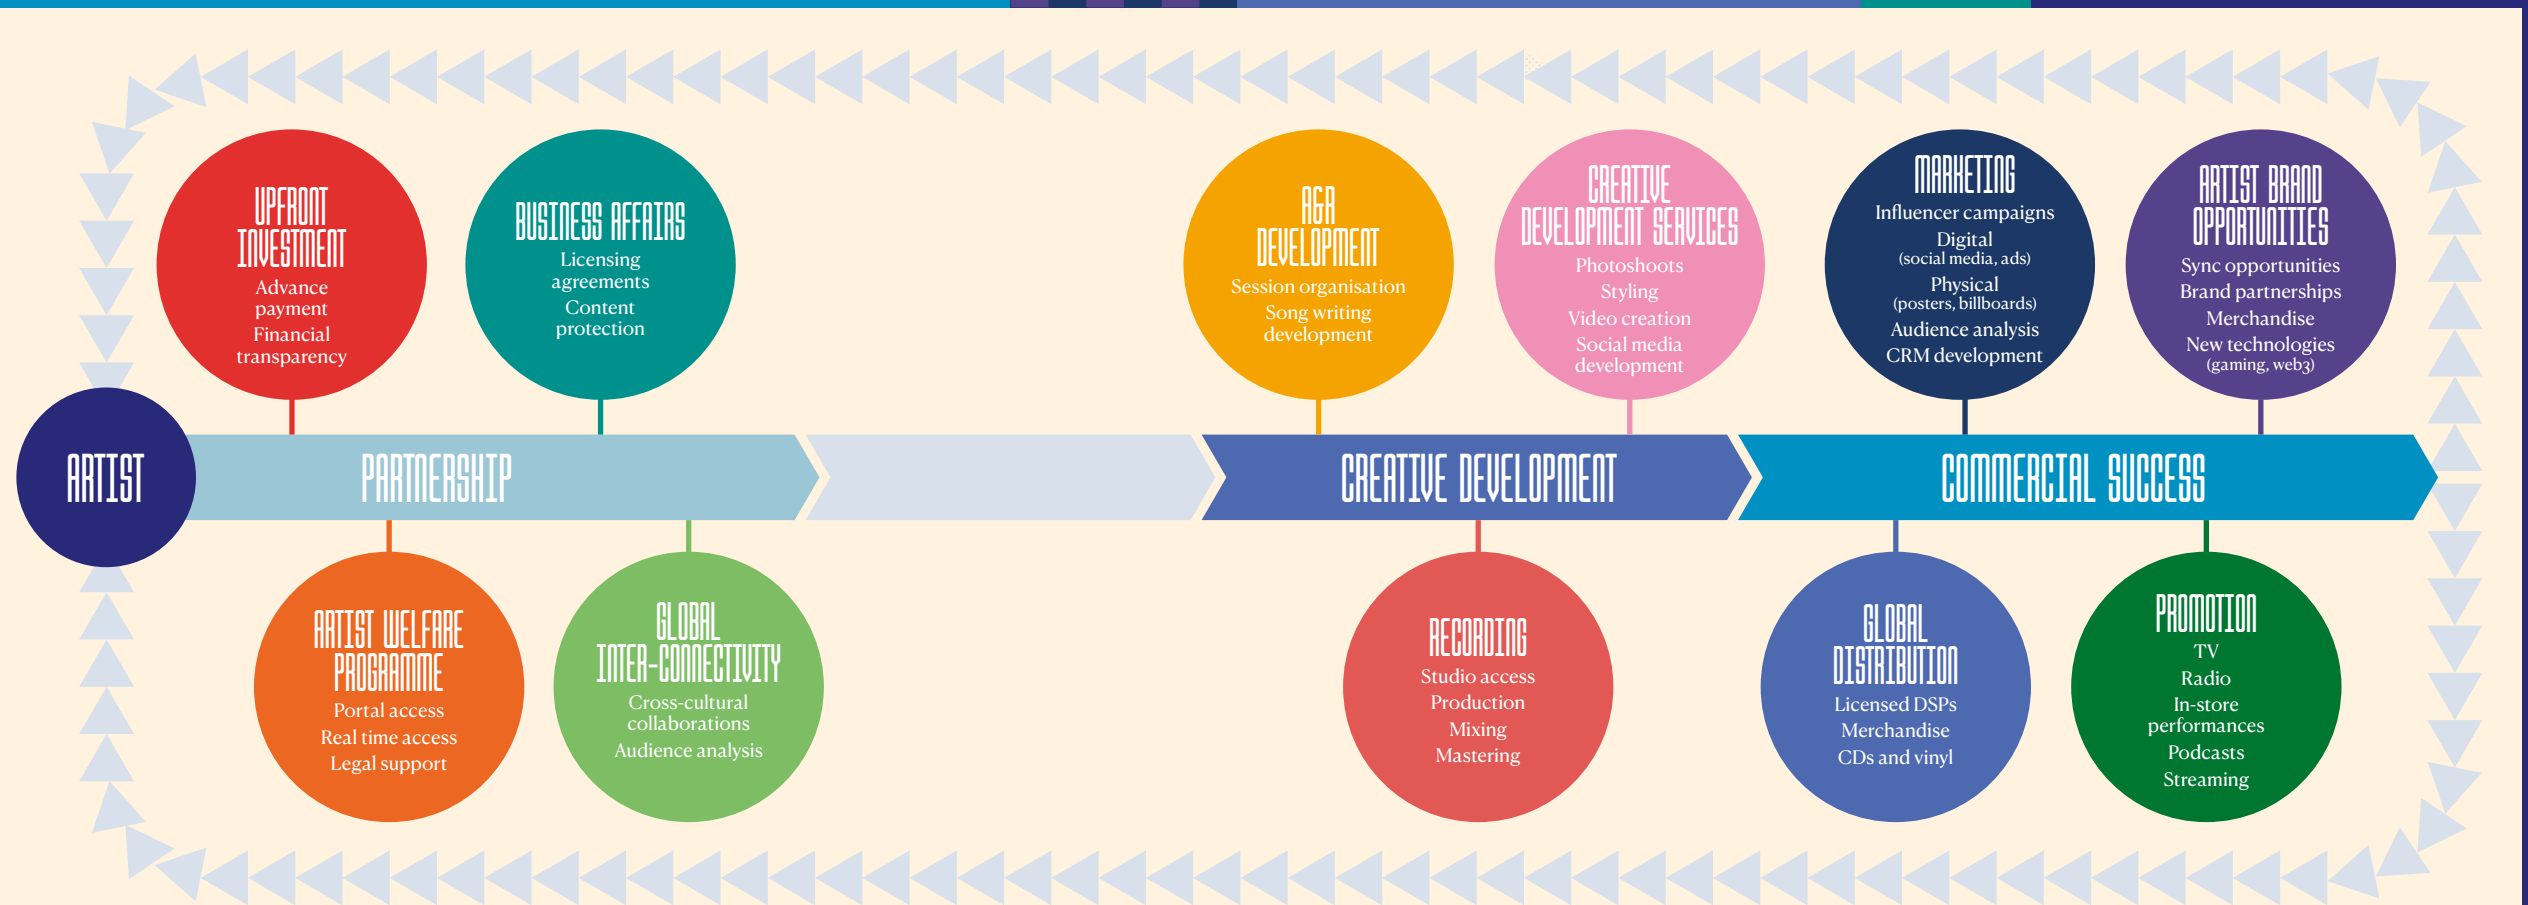 UPFRONT
INVESTMENT
Advance
payment
Financial
transparency
BUSINESS AFFAIRS
Licensing
agreements
Content
protection
A&R
DEVELOPMENT
Session organisation
Song writing
development
CREATIVE
DEVELOPMENT SERVICES
Photoshoots
Styling
Video creation
Social media
development
MARKETING
Influencer campaigns
Digital
(social media, ads)
Physical
(posters, billboards)
Audience analysis
CRM development
ARTIST BRAND
OPPORTUNITIES
Sync opportunities
Brand partnerships
Merchandise
New technologies
(gaming, web3)
ARTIST
PARTNERSHIP
CREATIVE DEVELOPMENT
COMMERCIAL SUCCESS
ARTIST WELFARE
PROGRAMME
Portal access
Real time access
Legal support
GLOBAL
INTER-CONNECTIVITY
Cross-cultural
collaborations
Audience analysis
RECORDING
Studio access
Production
Mixing
Mastering
GLOBAL
DISTRIBUTION
Licensed DSPs
Merchandise
CDs and vinyl
PROMOTION
TV
Radio
In-store
performances
Podcasts
Streaming